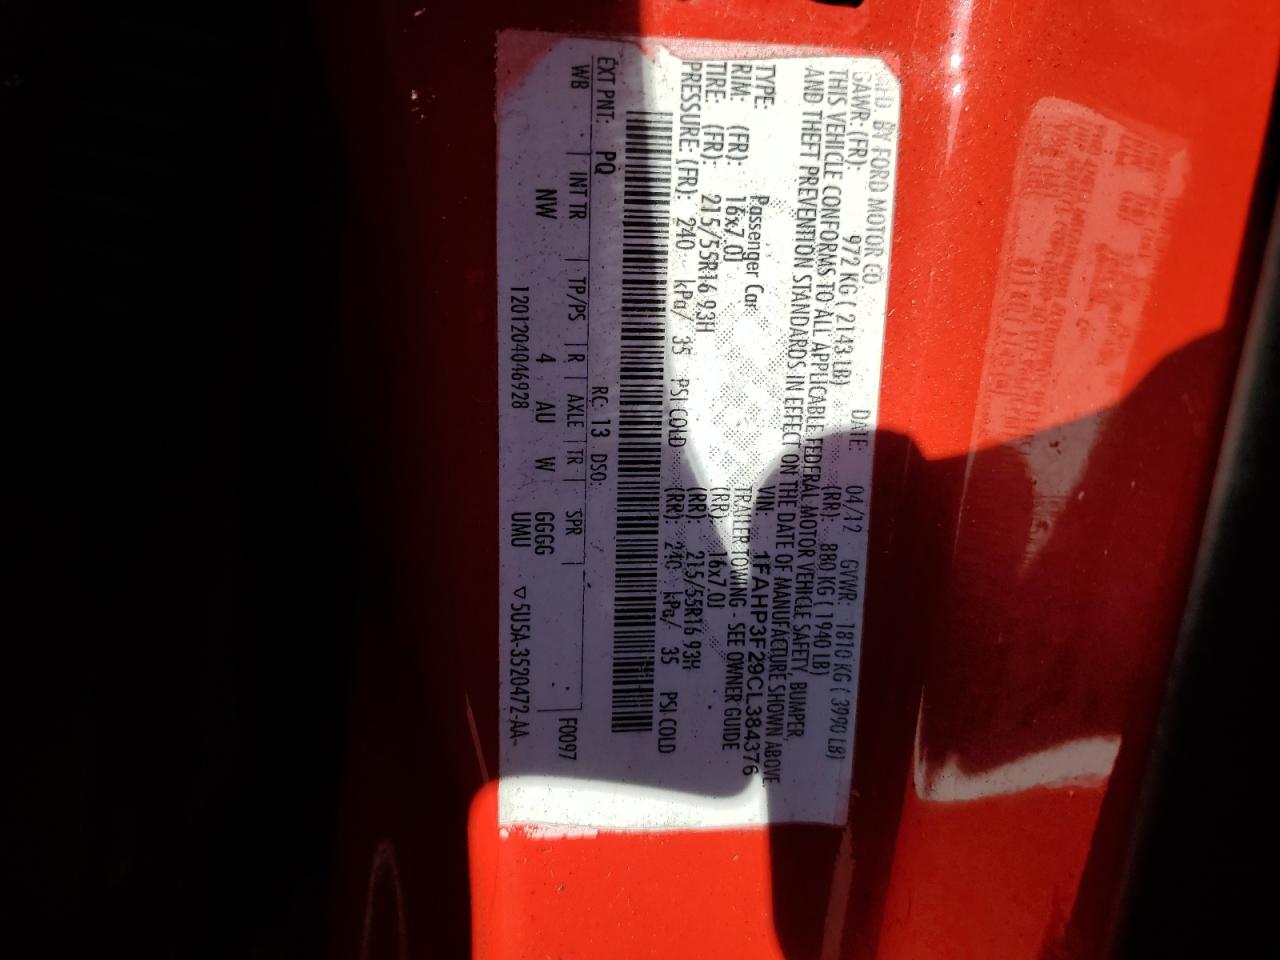 MFD. BY FORD MOTOR CO
DATE: 04/12 GVWR: 1810 KG ( 3990 LB)
GAWR: (FR): 972 KG ( 2143 LB) (RR): 880 KG ( 1940 LB)
THIS VEHICLE CONFORMS TO ALL APPLICABLE FEDERAL MOTOR VEHICLE SAFETY, BUMPER,
AND THEFT PREVENTION STANDARDS IN EFFECT ON THE DATE OF MANUFACTURE SHOWN ABOVE.
VIN: 1FAHP3F29CL384376
TYPE: Passenger Car TRAILER TOWING - SEE OWNER GUIDE
RIM: (FR): 16x7.0J (RR) 16x7.0J
TIRE: (FR): 215/55R16 93H (RR): 215/55R16 93H
PRESSURE: (FR): 240 kPa/ 35 PSI COLD (RR): 240 kPa/ 35 PSI COLD
EXT PNT: PQ RC: 13 DSO: F0097
WB INT TR TP/PS R AXLE TR SPR
NW 4 AU W GGGG
120120404692​8 UMU ▽5U5A-3520472-AA-